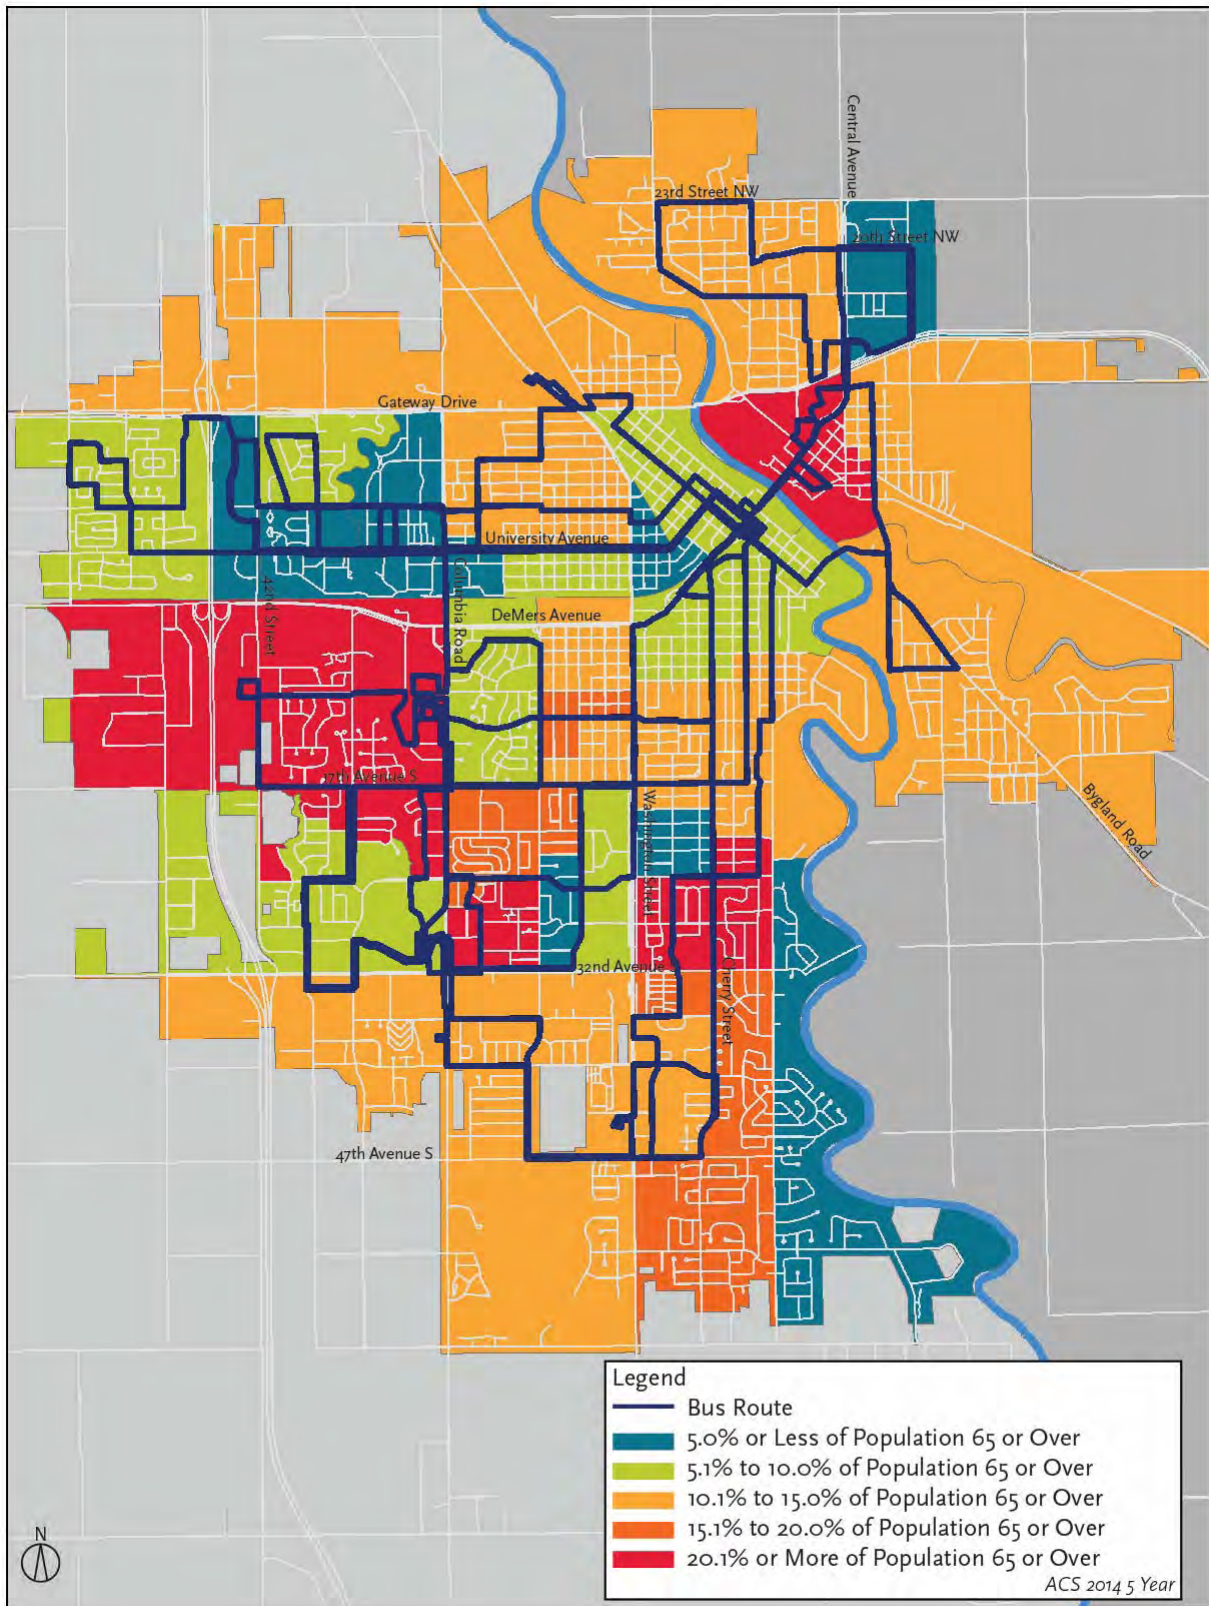 Central Avenue
23rd Street NW
20th Street NW
Gateway Drive
University Avenue
42nd Street
Columbia Road
DeMers Avenue
17th Avenue S
Washington Street
Bygland Road
32nd Avenue
Cherry Street
47th Avenue S
Legend
Bus Route
5.0% or Less of Population 65 or Over
5.1% to 10.0% of Population 65 or Over
10.1% to 15.0% of Population 65 or Over
15.1% to 20.0% of Population 65 or Over
20.1% or More of Population 65 or Over
ACS 2014 5 Year
N